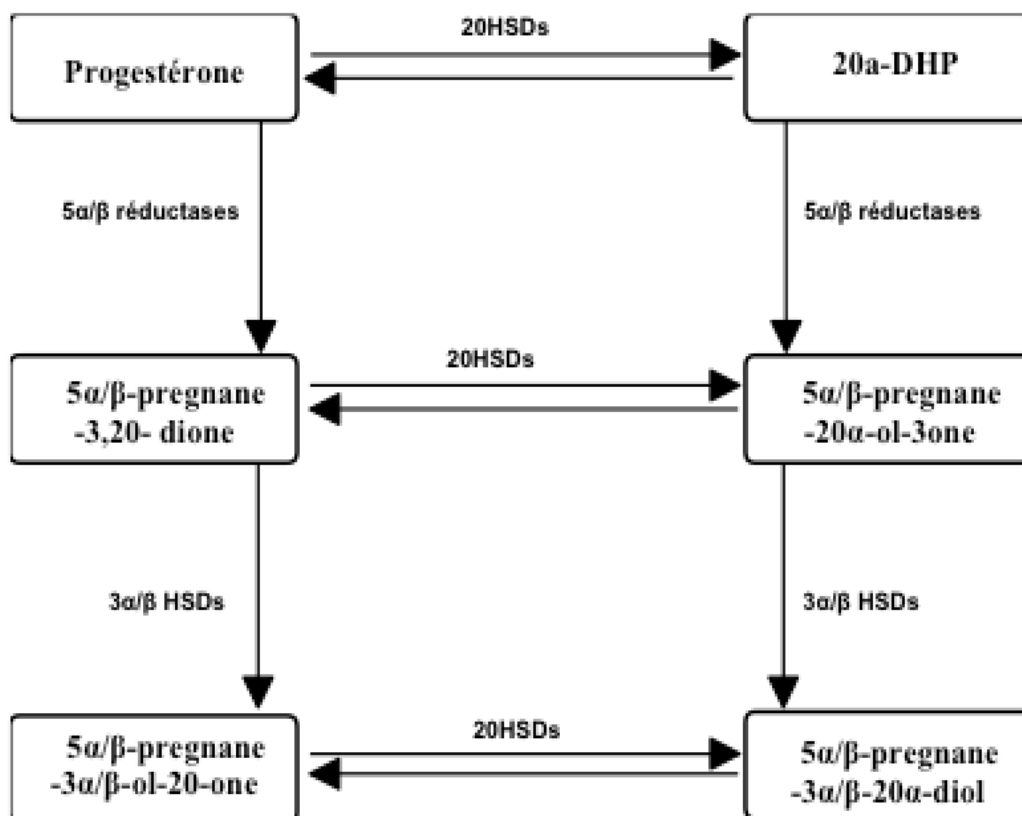 20HSDs
Progestérone
20a-DHP
5α/β réductases
5α/β réductases
20HSDs
5α/β-pregnane
-3,20- dione
5α/β-pregnane
-20α-ol-3one
3α/β HSDs
3α/β HSDs
20HSDs
5α/β-pregnane
-3α/β-ol-20-one
5α/β-pregnane
-3α/β-20α-diol